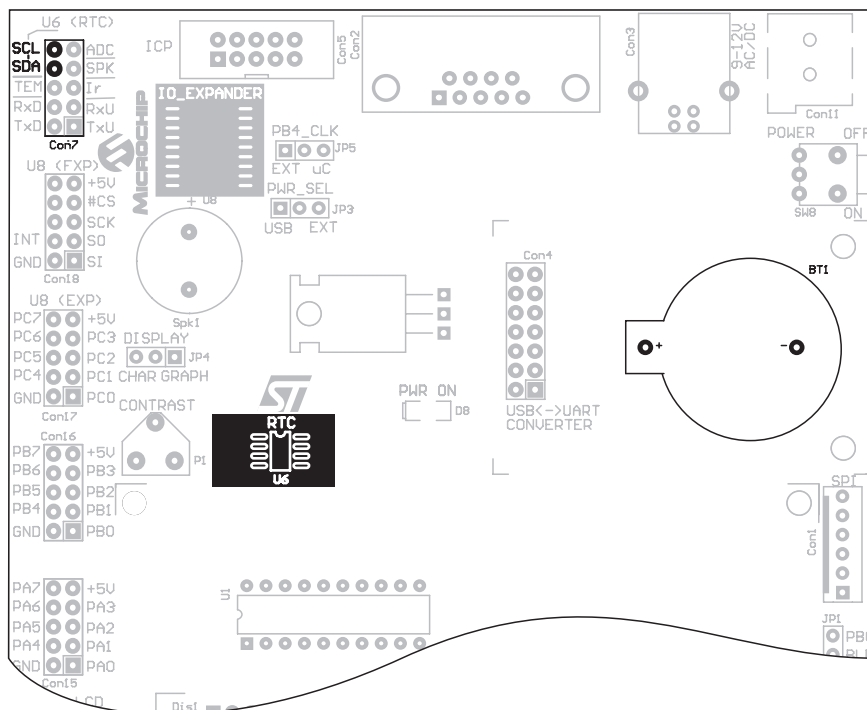 U6 (RTC)
SCL ADC
SDA SPK
TEM Ir
RxD RxU
TxD TxU
Con7
ICP
Con5
Con2
Con3
9-12V
AC/DC
Con11
POWER OFF
SW8 ON
MICROCHIP
IO_EXPANDER
+ U8
PB4_CLK
JP5
EXT uC
PWR_SEL
JP3
USB EXT
U8 (EXP)
+5V
#CS
SCK
INT SO
GND SI
Con18
Spk1
U8 (EXP)
PC7 +5V
PC6 PC3
PC5 PC2
PC4 PC1
GND PC0
Con17
DISPLAY
JP4
CHAR GRAPH
CONTRAST
P1
ST
RTC
U6
PWR ON
D8
Con4
USB<->UART
CONVERTER
BT1
+ -
Con16
PB7 +5V
PB6 PB3
PB5 PB2
PB4 PB1
GND PB0
SPI
Con1
JP1
U1
PA7 +5V
PA6 PA3
PA5 PA2
PA4 PA1
GND PA0
Con15
Dis1